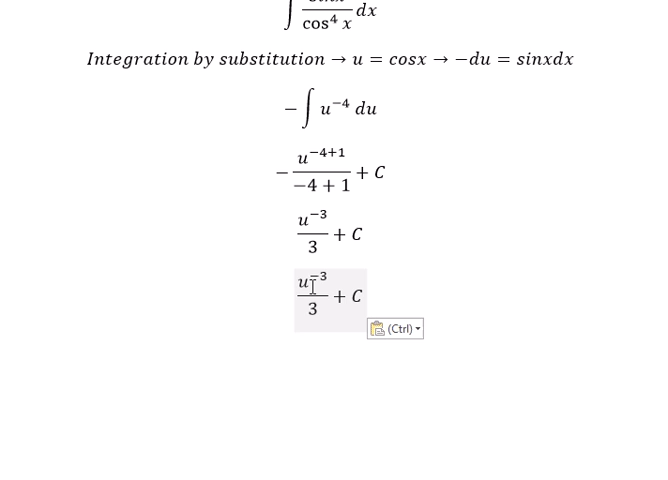 ∫ sinx/cos⁴ x dx
Integration by substitution → u = cosx → −du = sinxdx
−∫ u⁻⁴ du
−u⁻⁴⁺¹/(−4 + 1) + C
u⁻³/3 + C
u⁻³/3 + C
(Ctrl)